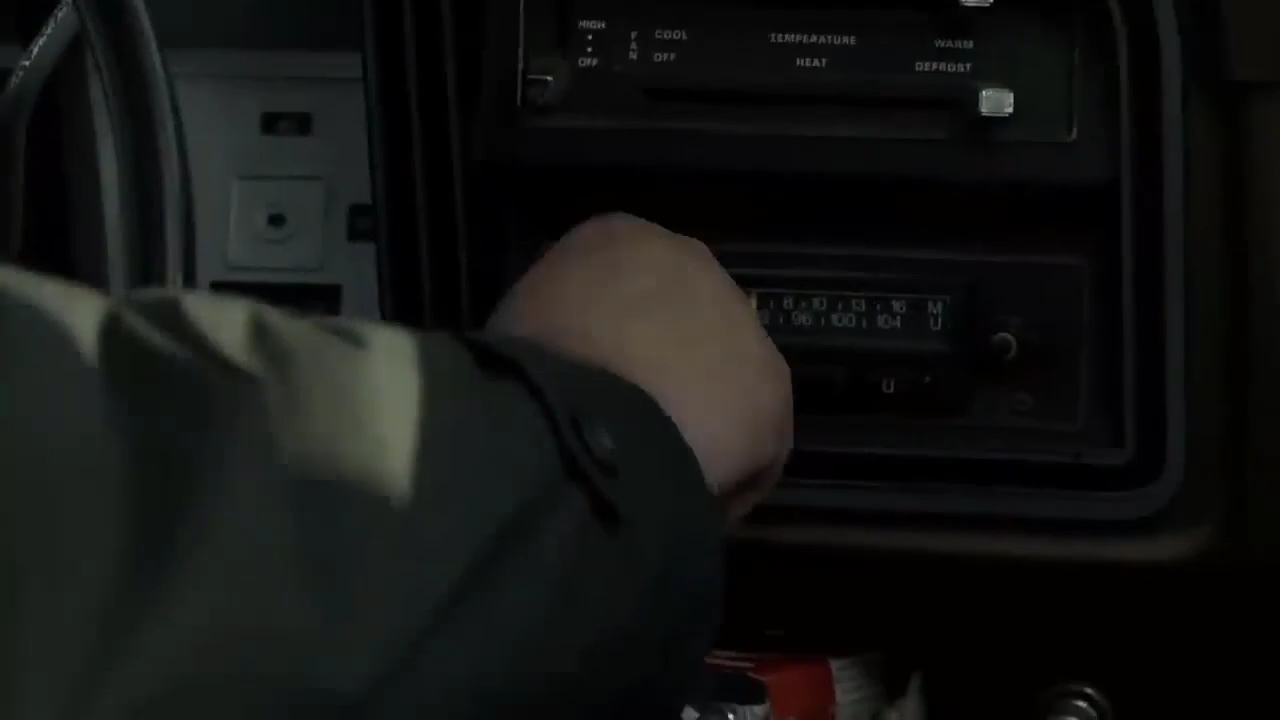 HIGH FAN COOL TEMPERATURE WARM
OFF OFF HEAT DEFROST
8 10 13 16 M
96 100 104 U
U